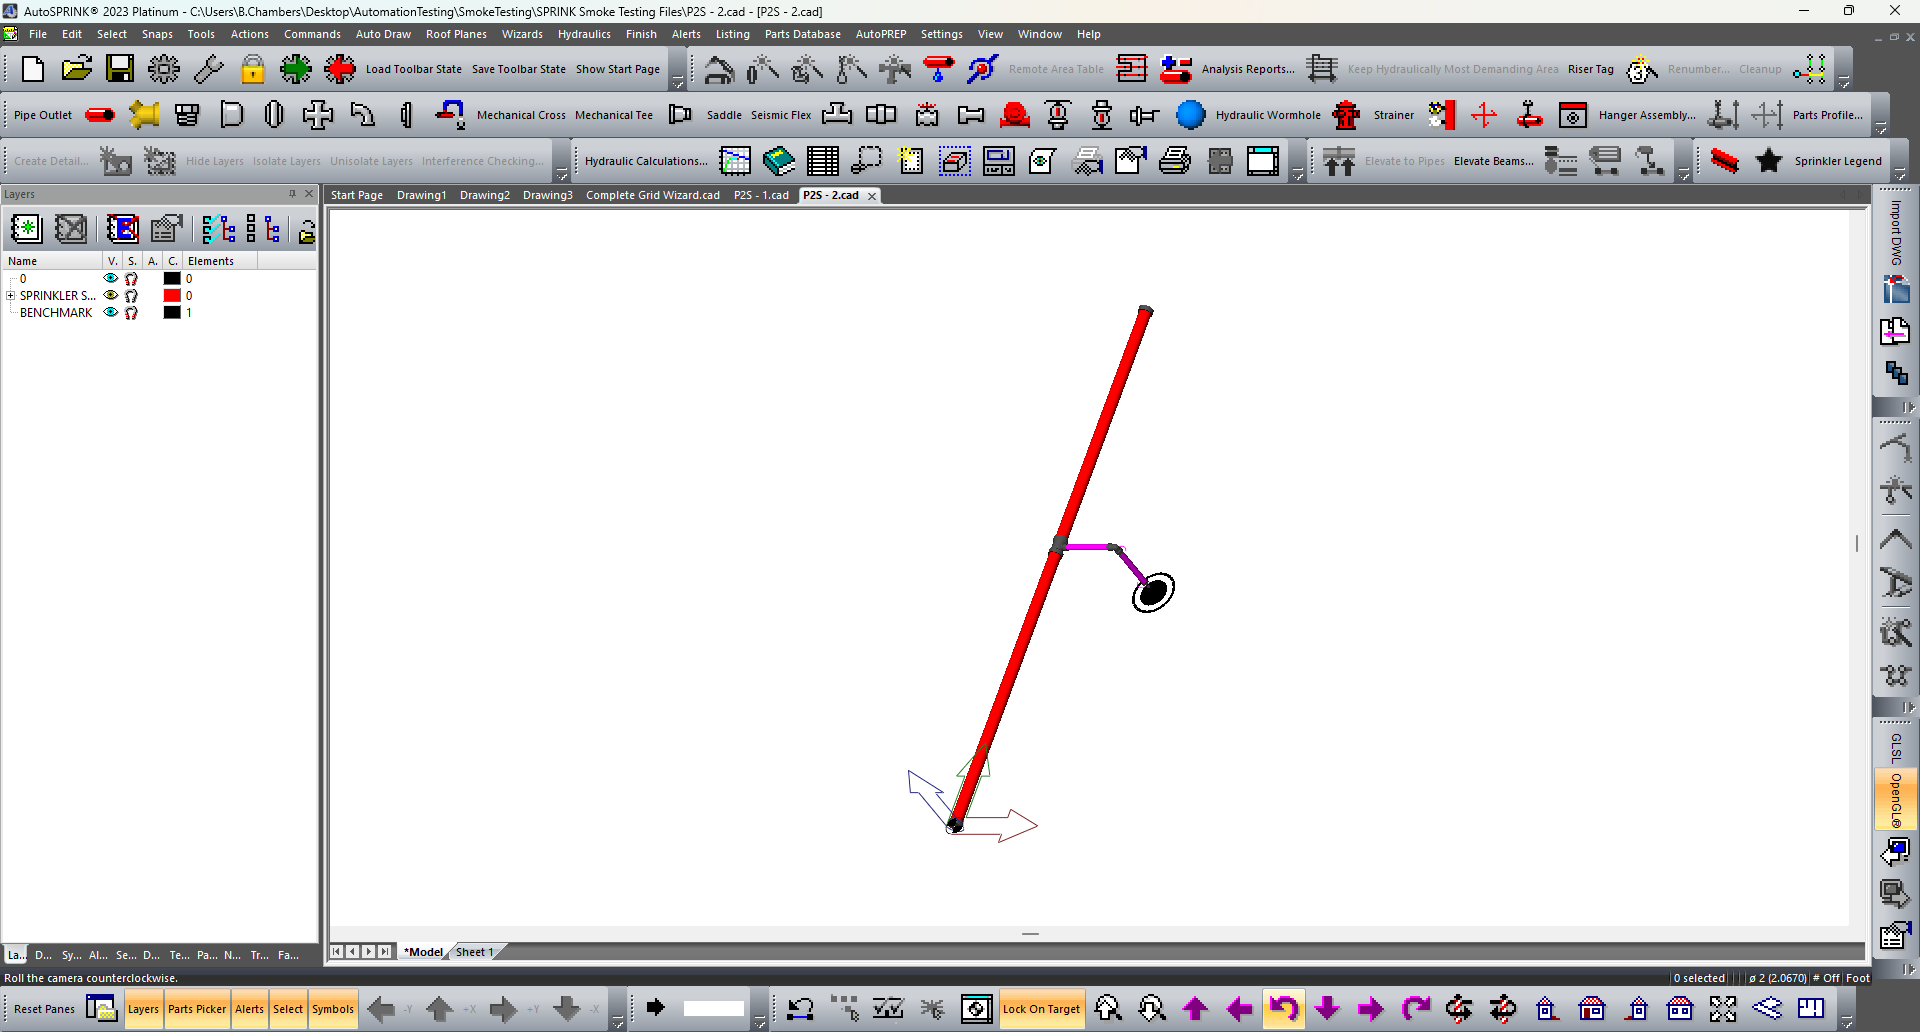 AutoSPRINK® 2023 Platinum - C:\Users\B.Chambers\Desktop\AutomationTesting\SmokeTesting\SPRINK Smoke Testing Files\P2S - 2.cad - [P2S - 2.cad]
File Edit Select Snaps Tools Actions Commands Auto Draw Roof Planes Wizards Hydraulics Finish Alerts Listing Parts Database AutoPREP Settings View Window Help
Load Toolbar State Save Toolbar State Show Start Page Remote Area Table Analysis Reports... Keep Hydraulically Most Demanding Area Riser Tag Renumber... Cleanup
Pipe Outlet Mechanical Cross Mechanical Tee Saddle Seismic Flex Hydraulic Wormhole Strainer Hanger Assembly... Parts Profile...
Create Detail... Hide Layers Isolate Layers Unisolate Layers Interference Checking... Hydraulic Calculations... Elevate to Pipes Elevate Beams... Sprinkler Legend
Layers
Start Page Drawing1 Drawing2 Drawing3 Complete Grid Wizard.cad P2S - 1.cad P2S - 2.cad
Name V. S. A. C. Elements
0 0
SPRINKLER S... 0
BENCHMARK 1
Import DWG
GLSL
OpenGL®
*Model Sheet 1
La... D... Sy... Al... Se... D... Te... Pa... N... Tr... Fa...
Roll the camera counterclockwise.
0 selected ø 2 (2.0670) # Off Foot
Reset Panes Layers Parts Picker Alerts Select Symbols -Y +X +Y -X Lock On Target